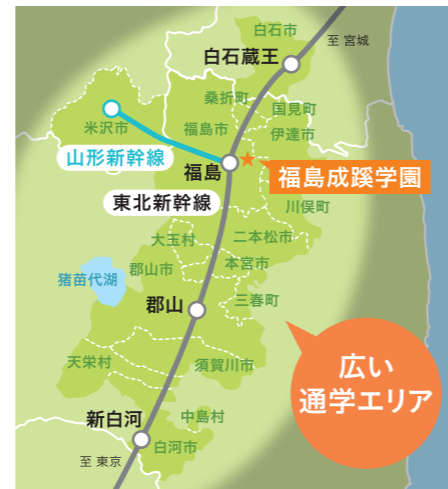 白石市
至 宮城
白石蔵王
桑折町
国見町
米沢市
福島市
伊達市
山形新幹線
福島
福島成蹊学園
東北新幹線
川俣町
大玉村
二本松市
本宮市
郡山市
猪苗代湖
三春町
郡山
広い
通学エリア
天栄村
須賀川市
新白河
中島村
白河市
至 東京